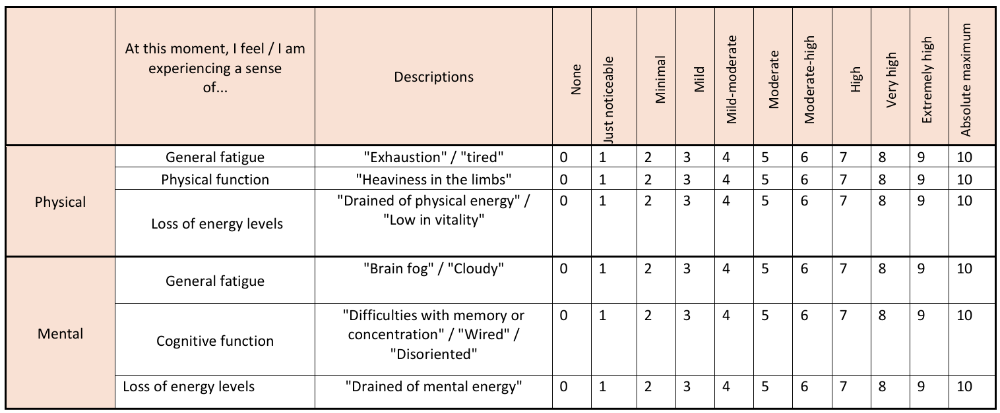 At this moment, I feel / I am
experiencing a sense
of...
Descriptions
None
Just noticeable
Minimal
Mild
Mild-moderate
Moderate
Moderate-high
High
Very high
Extremely high
Absolute maximum
Physical
General fatigue
"Exhaustion" / "tired"
0 1 2 3 4 5 6 7 8 9 10
Physical function
"Heaviness in the limbs"
0 1 2 3 4 5 6 7 8 9 10
Loss of energy levels
"Drained of physical energy" /
"Low in vitality"
0 1 2 3 4 5 6 7 8 9 10
Mental
General fatigue
"Brain fog" / "Cloudy"
0 1 2 3 4 5 6 7 8 9 10
Cognitive function
"Difficulties with memory or
concentration" / "Wired" /
"Disoriented"
0 1 2 3 4 5 6 7 8 9 10
Loss of energy levels
"Drained of mental energy"
0 1 2 3 4 5 6 7 8 9 10